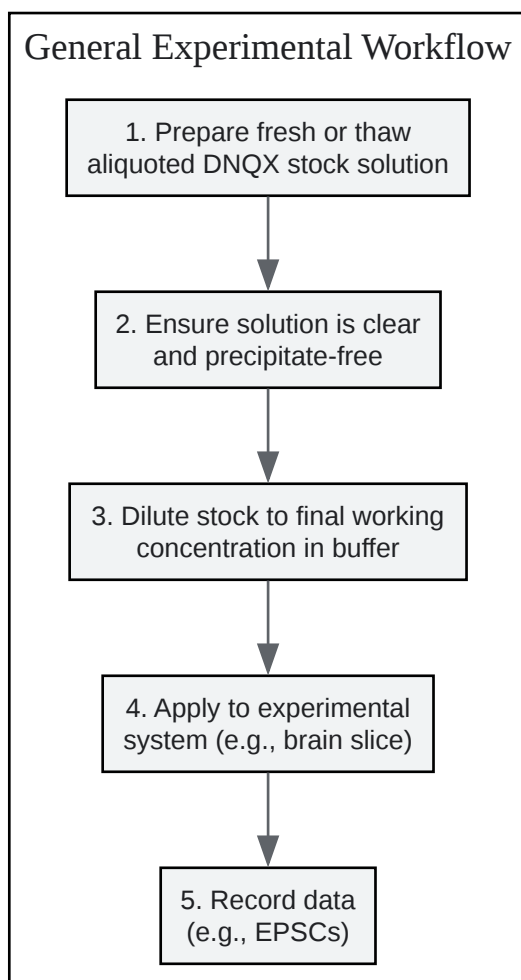 General Experimental Workflow
1. Prepare fresh or thaw
aliquoted DNQX stock solution
2. Ensure solution is clear
and precipitate-free
3. Dilute stock to final working
concentration in buffer
4. Apply to experimental
system (e.g., brain slice)
5. Record data
(e.g., EPSCs)